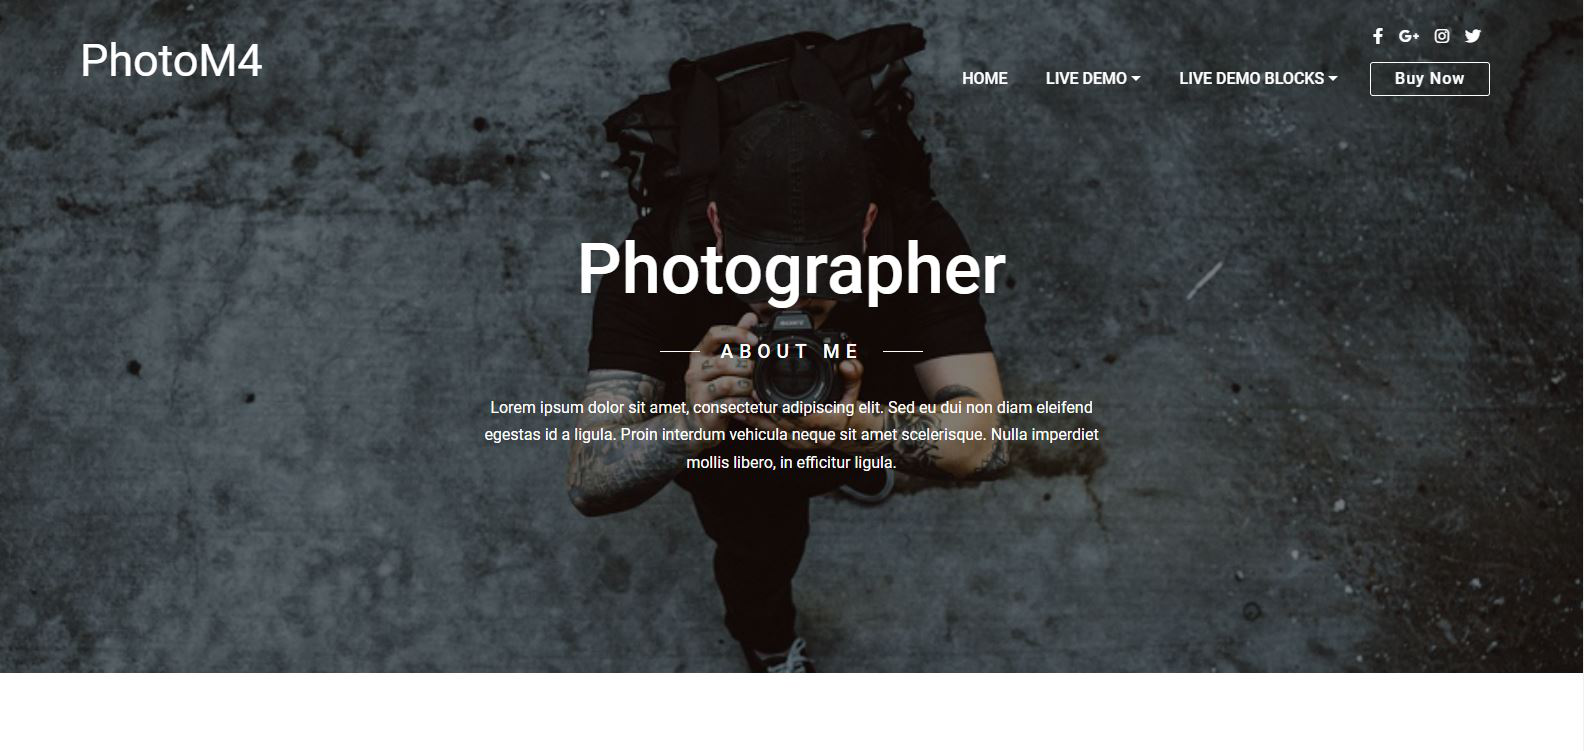 PhotoM4
HOME
LIVE DEMO
LIVE DEMO BLOCKS
Buy Now
Photographer
SONY
ABOUT ME
Lorem ipsum dolor sit amet, consectetur adipiscing elit. Sed eu dui non diam eleifend
egestas id a ligula. Proin interdum vehicula neque sit amet scelerisque. Nulla imperdiet
mollis libero, in efficitur ligula.